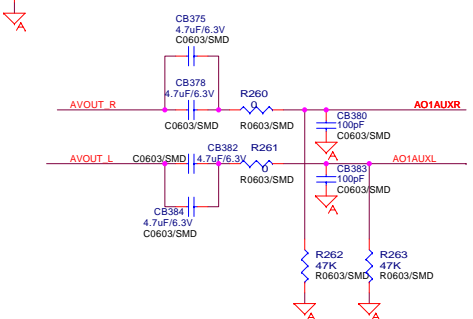 A
CB375
4.7uF/6.3V
C0603/SMD
CB378
4.7uF/6.3V
R260
AVOUT_R
0
AO1AUXR
C0603/SMD
R0603/SMD
CB380
100pF
C0603/SMD
A
CB382
R261
AVOUT_L
C0603/SMD
4.7uF/6.3V
0
AO1AUXL
R0603/SMD
CB383
100pF
C0603/SMD
A
CB384
4.7uF/6.3V
C0603/SMD
R262
47K
R0603/SMD
R263
47K
R0603/SMD
A
A